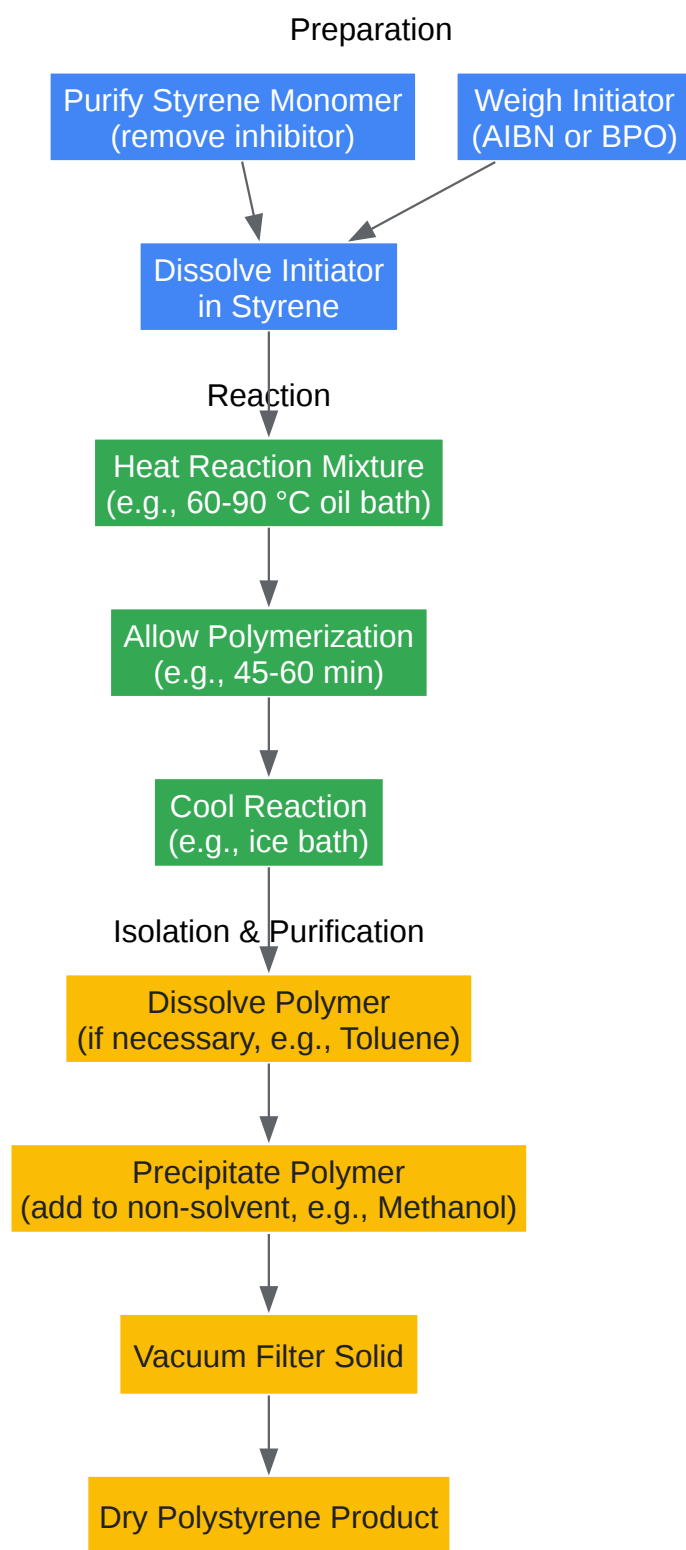 Preparation
Purify Styrene Monomer
(remove inhibitor)
Weigh Initiator
(AIBN or BPO)
Dissolve Initiator
in Styrene
Reaction
Heat Reaction Mixture
(e.g., 60-90 °C oil bath)
Allow Polymerization
(e.g., 45-60 min)
Cool Reaction
(e.g., ice bath)
Isolation & Purification
Dissolve Polymer
(if necessary, e.g., Toluene)
Precipitate Polymer
(add to non-solvent, e.g., Methanol)
Vacuum Filter Solid
Dry Polystyrene Product